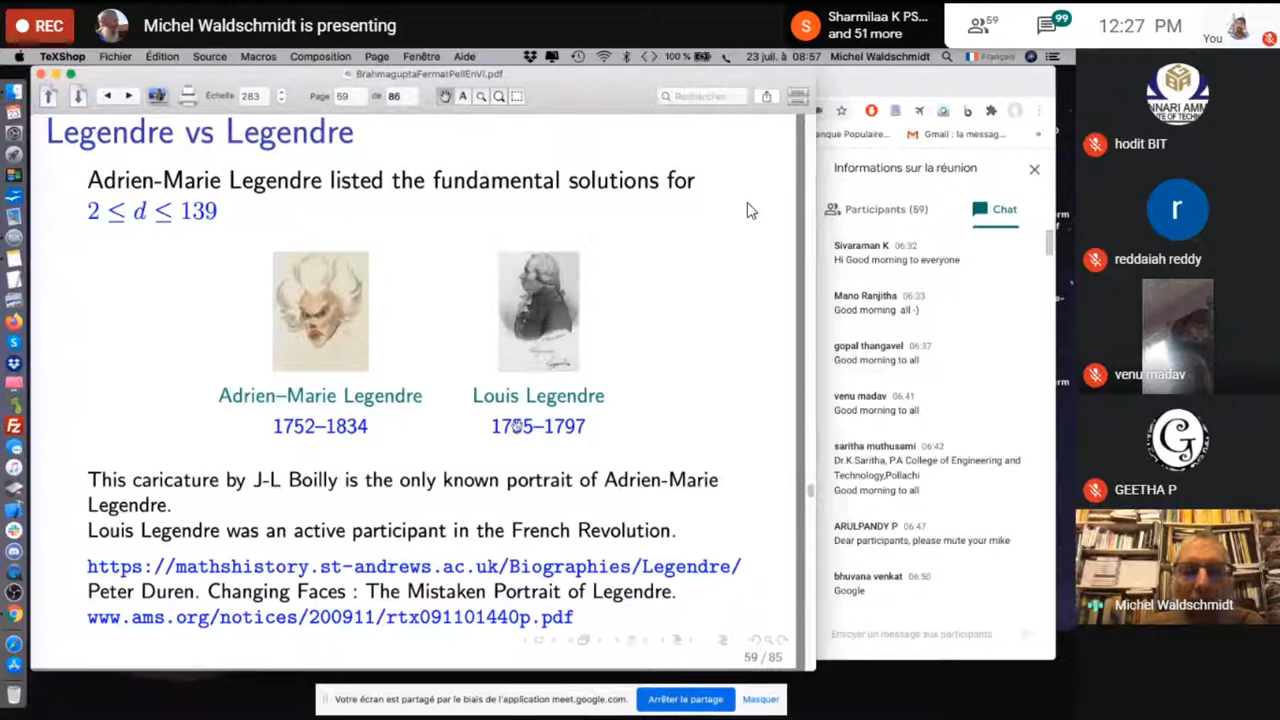 REC
Michel Waldschmidt is presenting
S
Sharmilaa K PS...
and 51 more
59
99
12:27 PM
You
TeXShop Fichier Édition Source Macros Composition Page Fenêtre Aide
100 %
23 juil. à 08:57 Michel Waldschmidt
Français
BrahmaguptaFermatPellEnVI.pdf
Échelle 283
Page 59 de 86
Rechercher
Legendre vs Legendre
Adrien-Marie Legendre listed the fundamental solutions for
2 ≤ d ≤ 139
Adrien–Marie Legendre
1752–1834
Louis Legendre
1755–1797
This caricature by J-L Boilly is the only known portrait of Adrien-Marie
Legendre.
Louis Legendre was an active participant in the French Revolution.
https://mathshistory.st-andrews.ac.uk/Biographies/Legendre/
Peter Duren. Changing Faces : The Mistaken Portrait of Legendre.
www.ams.org/notices/200911/rtx091101440p.pdf
59 / 85
Votre écran est partagé par le biais de l'application meet.google.com.
Arrêter le partage
Masquer
anque Populaire...
Gmail : la messag...
Informations sur la réunion
Participants (59)
Chat
Sivaraman K 06:32
Hi Good morning to everyone
Mano Ranjitha 06:33
Good morning all -)
gopal thangavel 06:37
Good morning to all
venu madav 06:41
Good morning to all
saritha muthusami 06:42
Dr.K.Saritha, P.A College of Engineering and
Technology,Pollachi
Good morning to all
ARULPANDY P 06:47
Dear participants, please mute your mike
bhuvana venkat 06:50
Google
Envoyer un message aux participants
NNARI AMM
hodit BIT
r
reddaiah reddy
venu madav
G
GEETHA P
Michel Waldschmidt